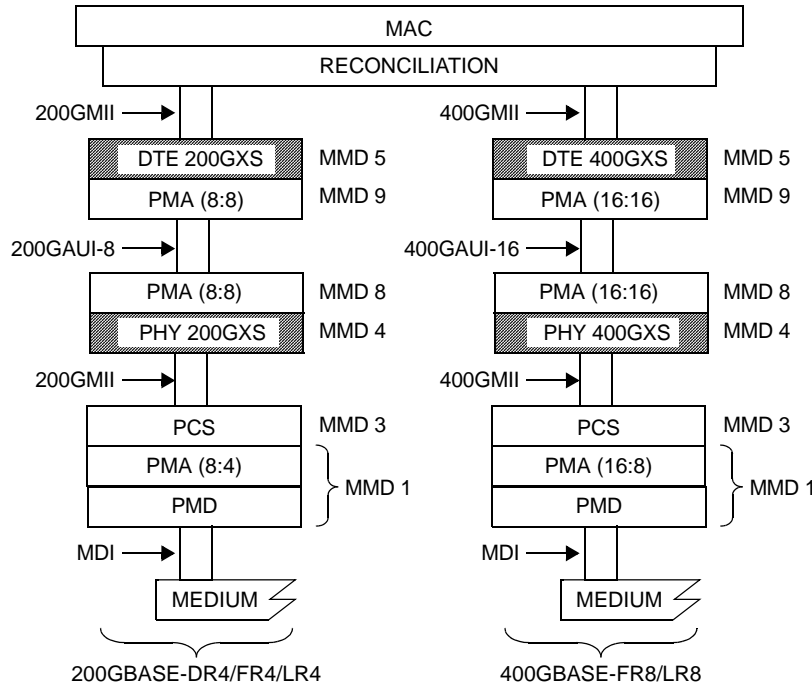 MAC
RECONCILIATION
200GMII
400GMII
DTE 200GXS
MMD 5
DTE 400GXS
MMD 5
PMA (8:8)
MMD 9
PMA (16:16)
MMD 9
200GAUI-8
400GAUI-16
PMA (8:8)
MMD 8
PMA (16:16)
MMD 8
PHY 200GXS
MMD 4
PHY 400GXS
MMD 4
200GMII
400GMII
PCS
MMD 3
PCS
MMD 3
PMA (8:4)
PMA (16:8)
MMD 1
MMD 1
PMD
PMD
MDI
MDI
MEDIUM
MEDIUM
200GBASE-DR4/FR4/LR4
400GBASE-FR8/LR8